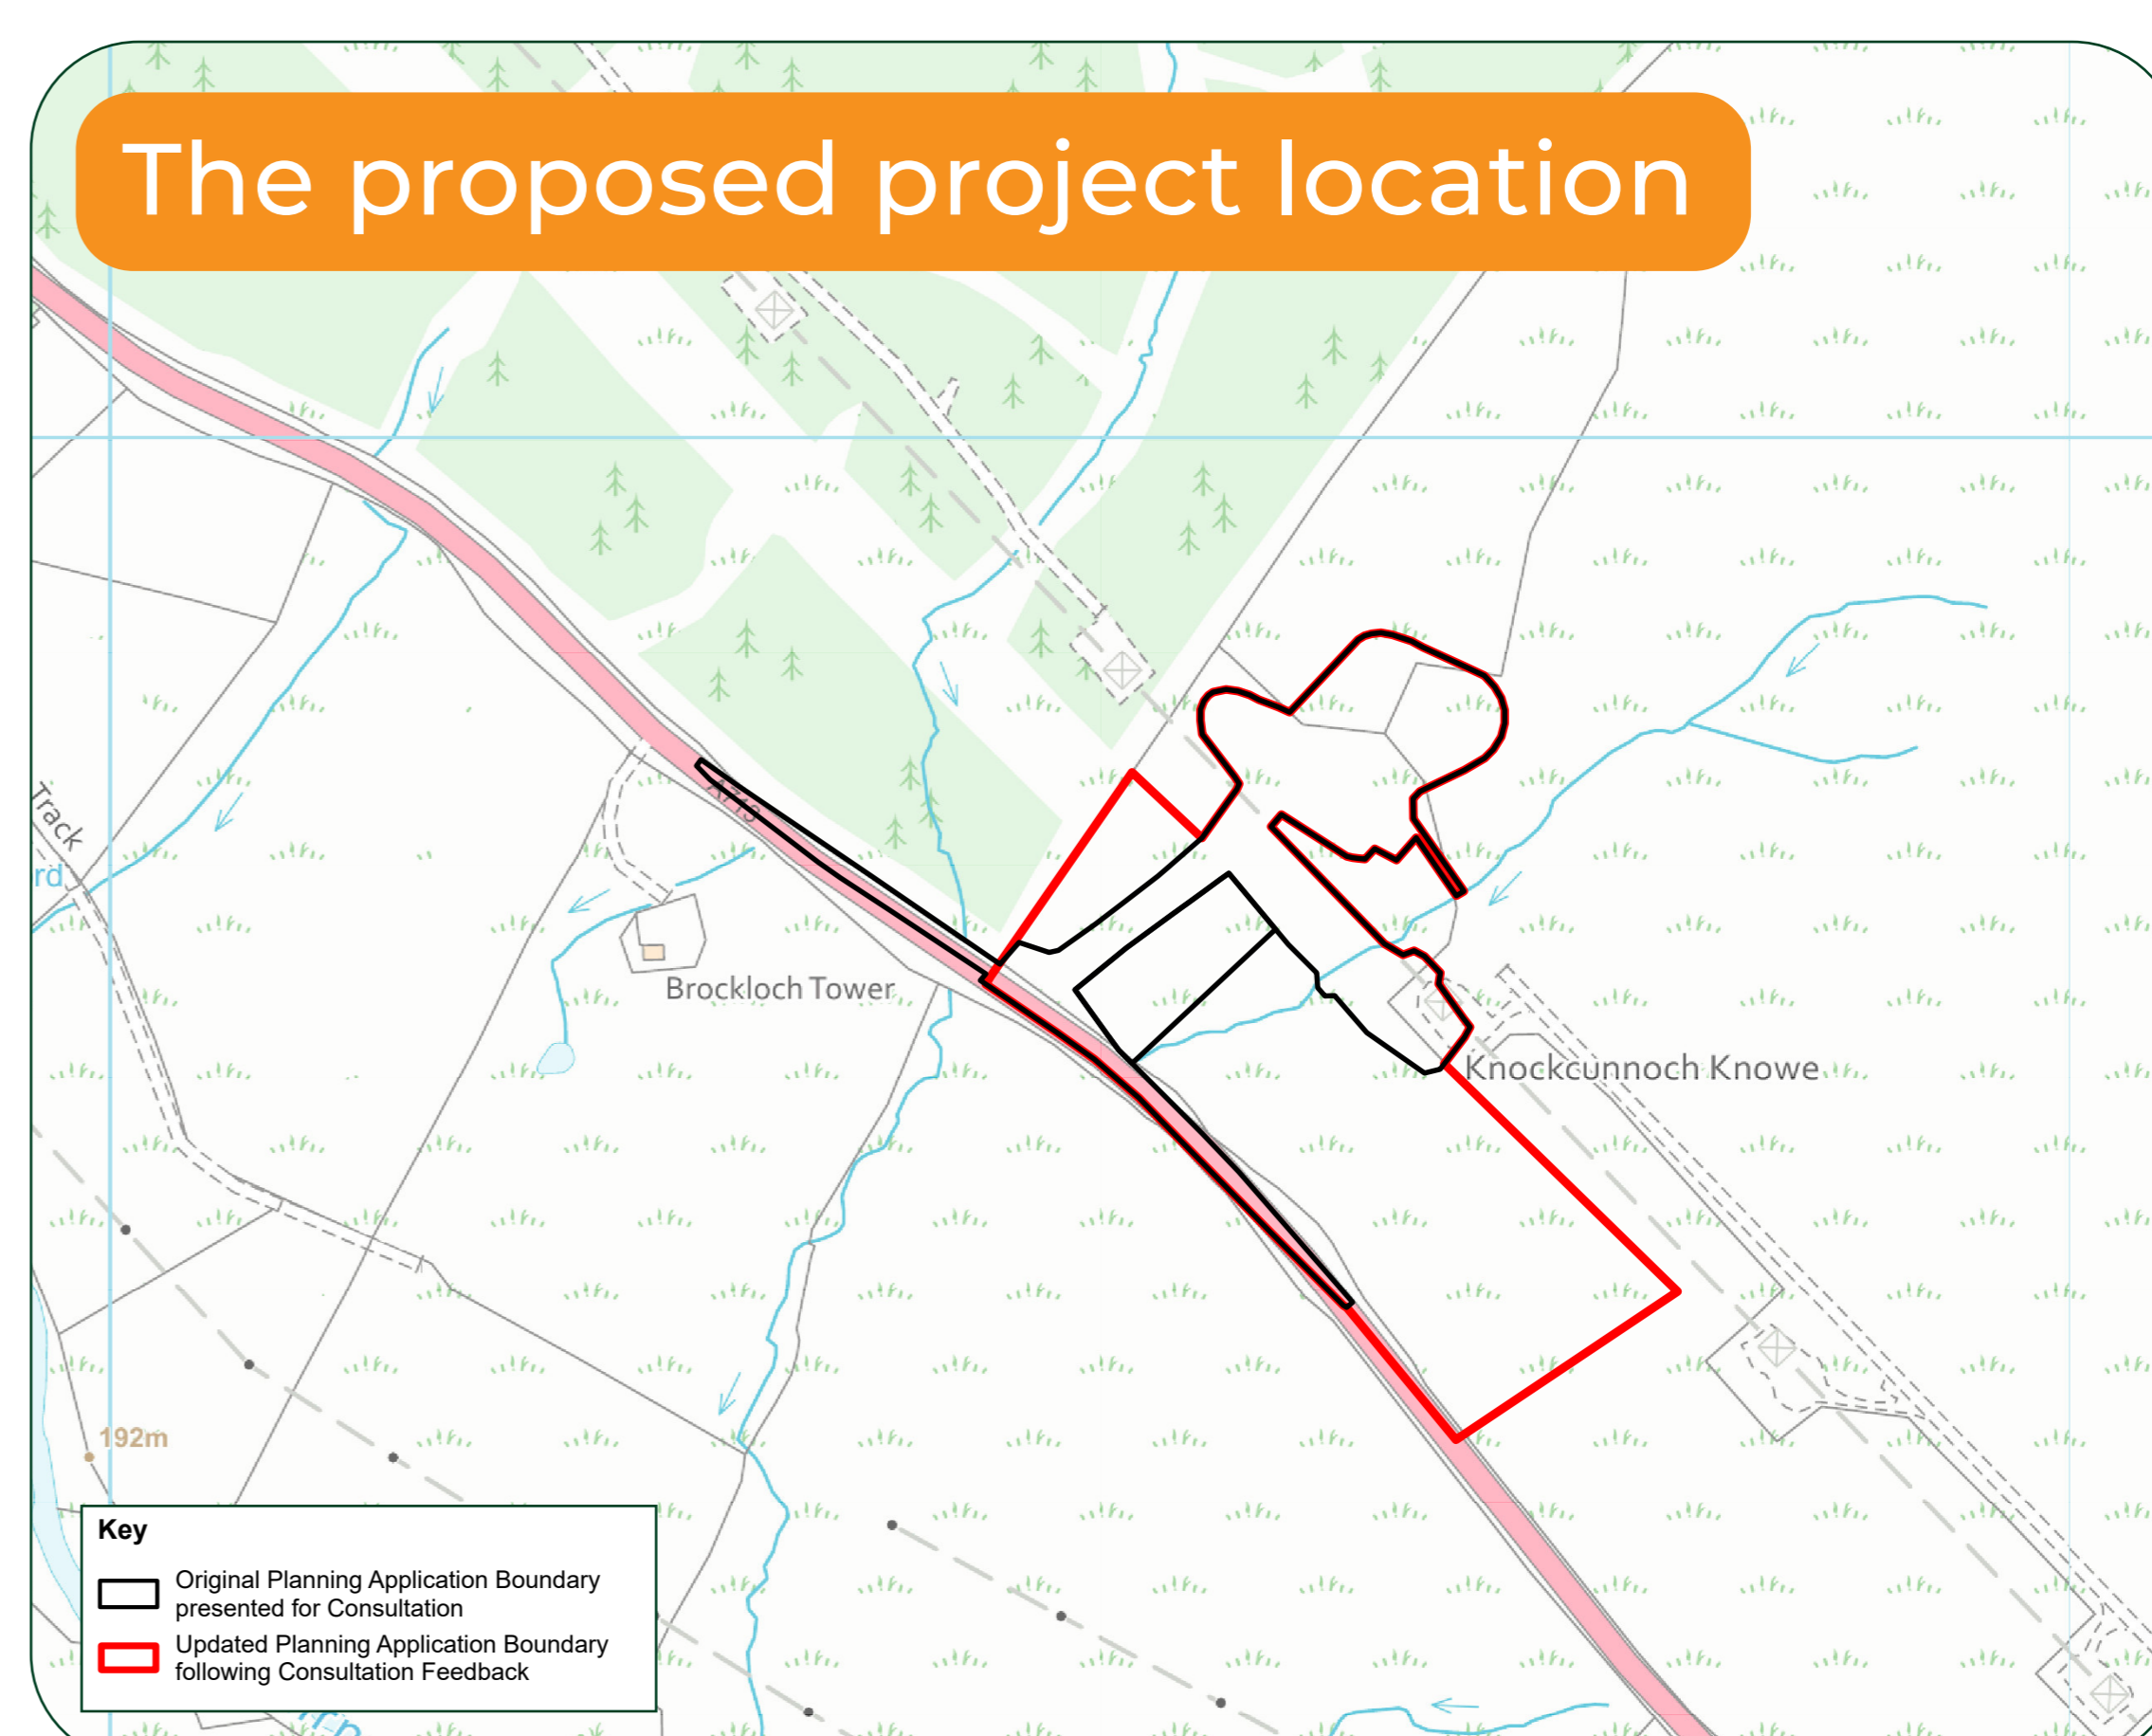 The proposed project location
A713
Track
rd
Brockloch Tower
Knockcunnoch Knowe
192m
Key
Original Planning Application Boundary
presented for Consultation
Updated Planning Application Boundary
following Consultation Feedback